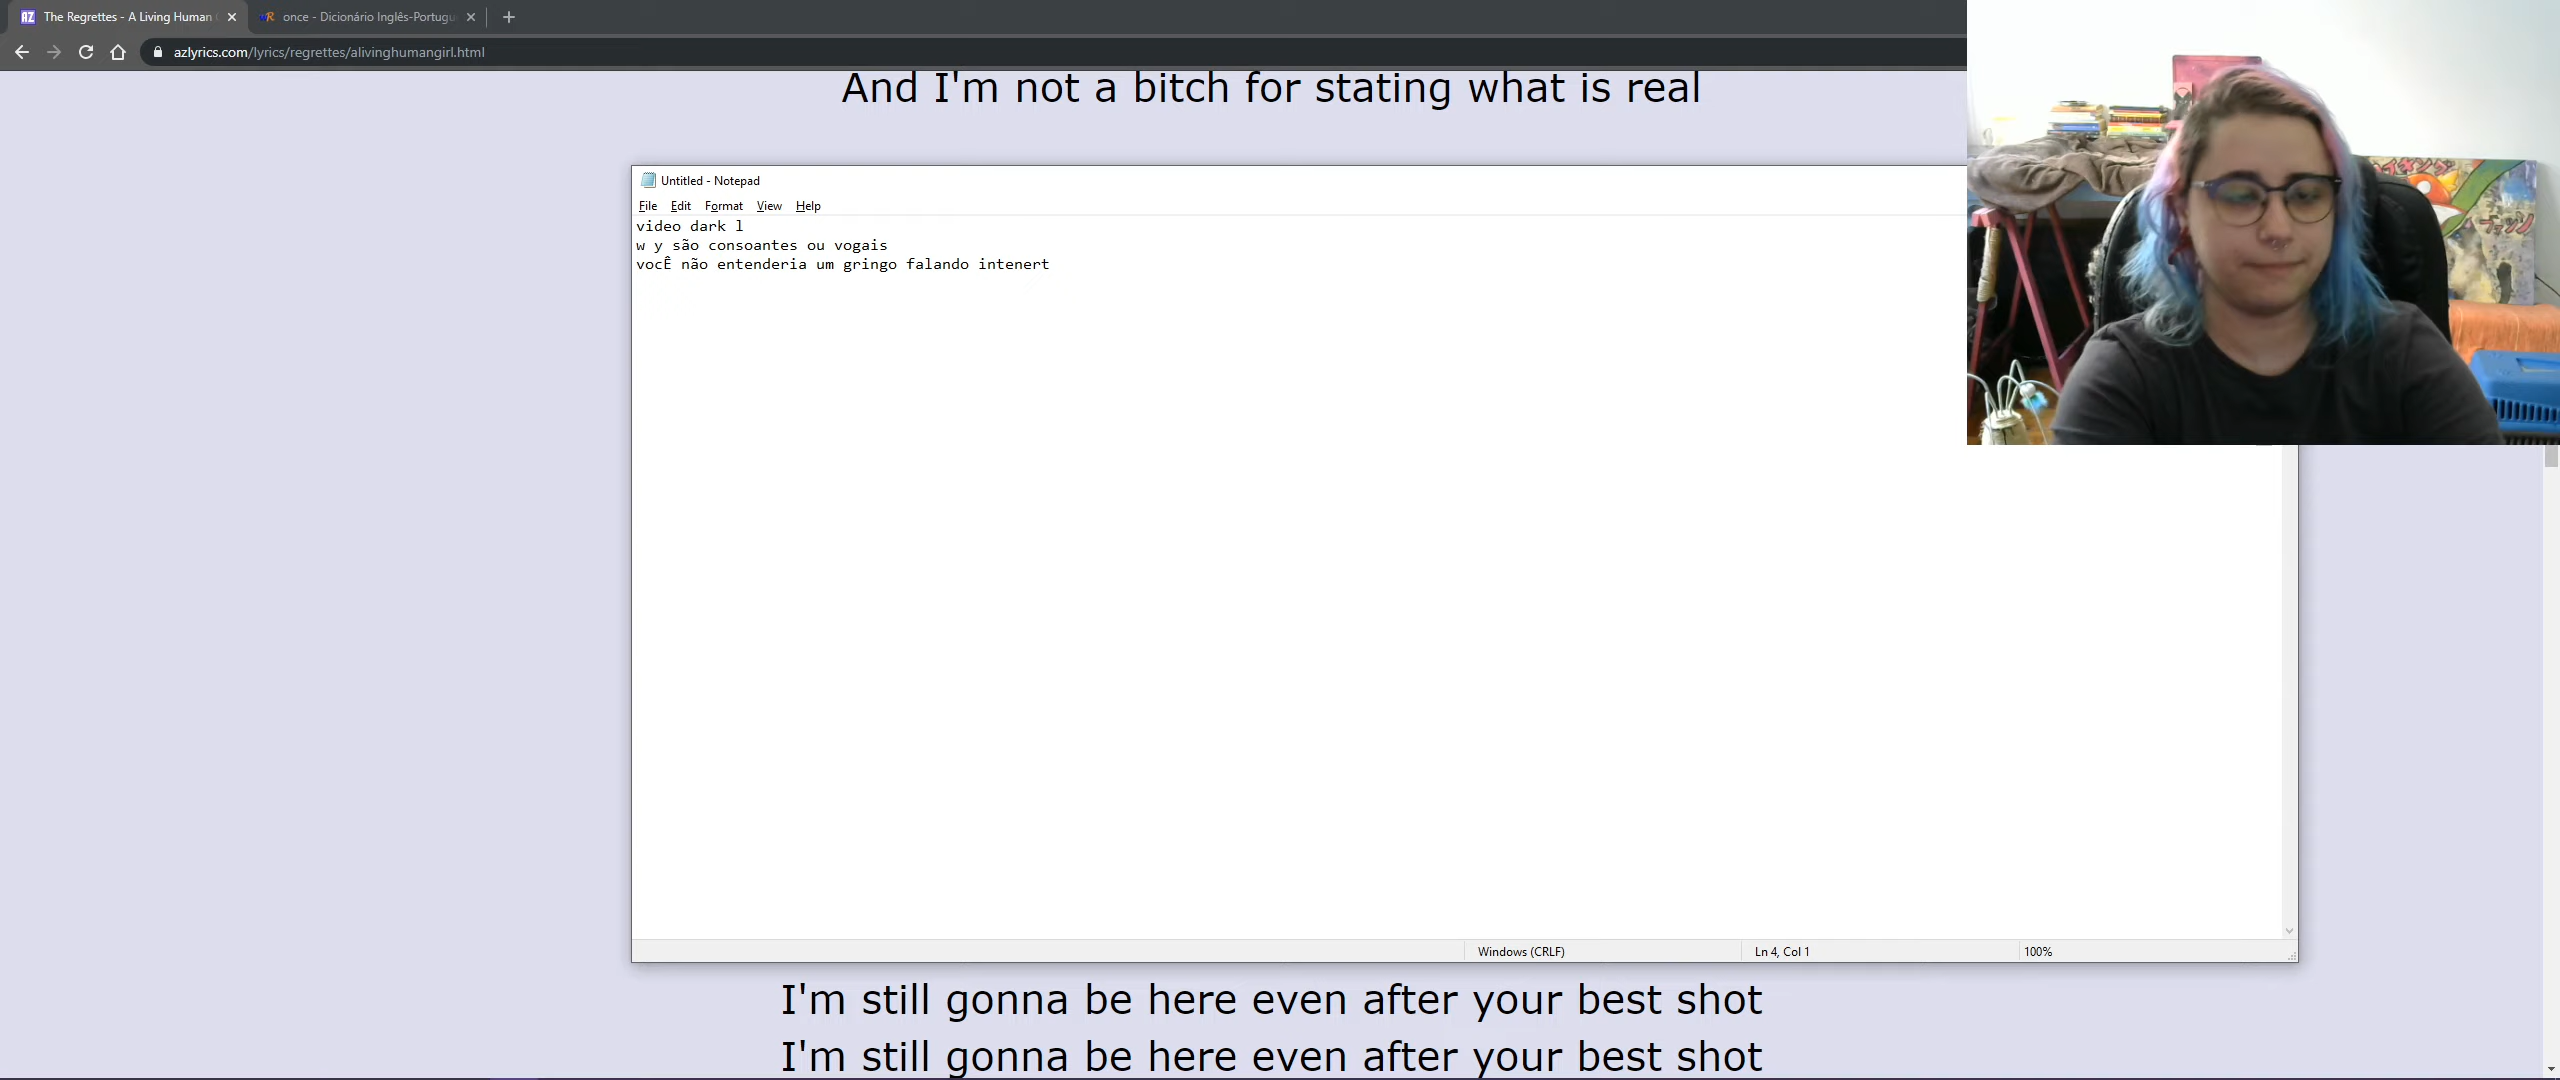 The Regrettes - A Living Human
once - Dicionário Inglês-Portugu
azlyrics.com/lyrics/regrettes/alivinghumangirl.html
And I'm not a bitch for stating what is real
Untitled - Notepad
File Edit Format View Help
video dark l
w y são consoantes ou vogais
vocÊ não entenderia um gringo falando intenert
Windows (CRLF) Ln 4, Col 1 100%
I'm still gonna be here even after your best shot
I'm still gonna be here even after your best shot